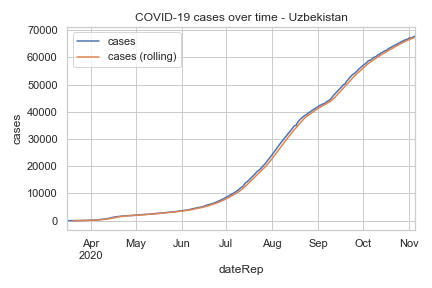 COVID-19 cases over time - Uzbekistan
cases
cases (rolling)
70000
60000
50000
40000
30000
20000
10000
0
cases
Apr May Jun Jul Aug Sep Oct Nov
2020
dateRep